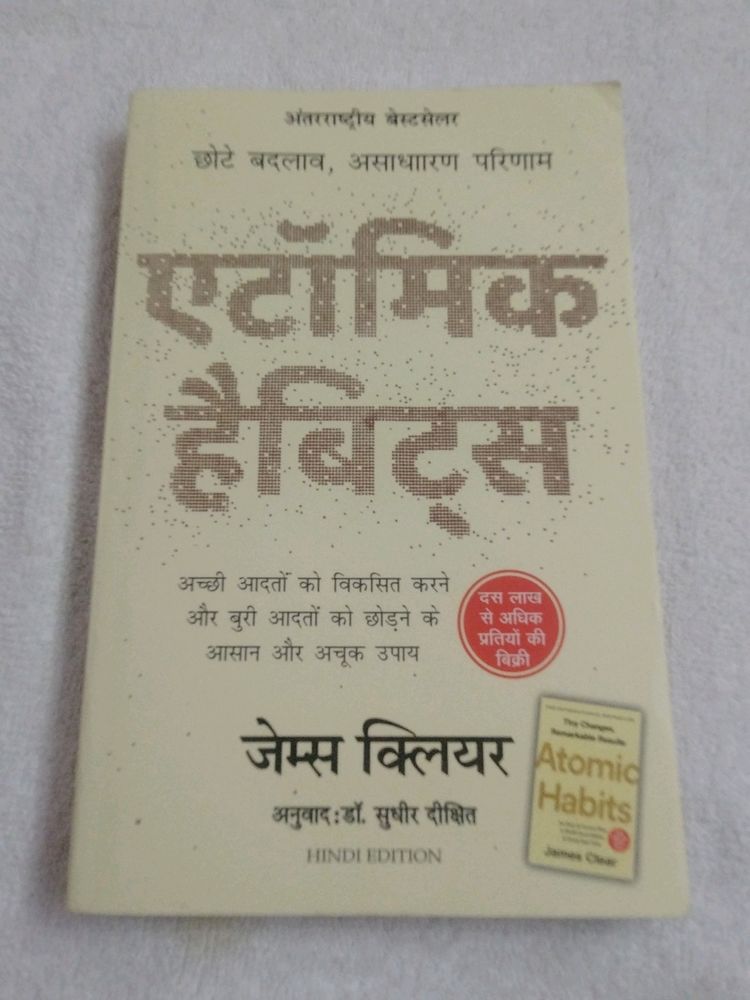 अंतरराष्ट्रीय बेस्टसेलर
छोटे बदलाव, असाधाारण परिणाम
एटॉमिक
हैबिट्स
अच्छी आदतों को विकसित करने
और बुरी आदतों को छोड़ने के
आसान और अचूक उपाय
दस लाख
से अधिक
प्रतियों की
बिक्री
जेम्स क्लियर
अनुवाद : डॉ. सुधीर दीक्षित
HINDI EDITION
Tiny Changes,
Remarkable Results
Atomic
Habits
James Clear